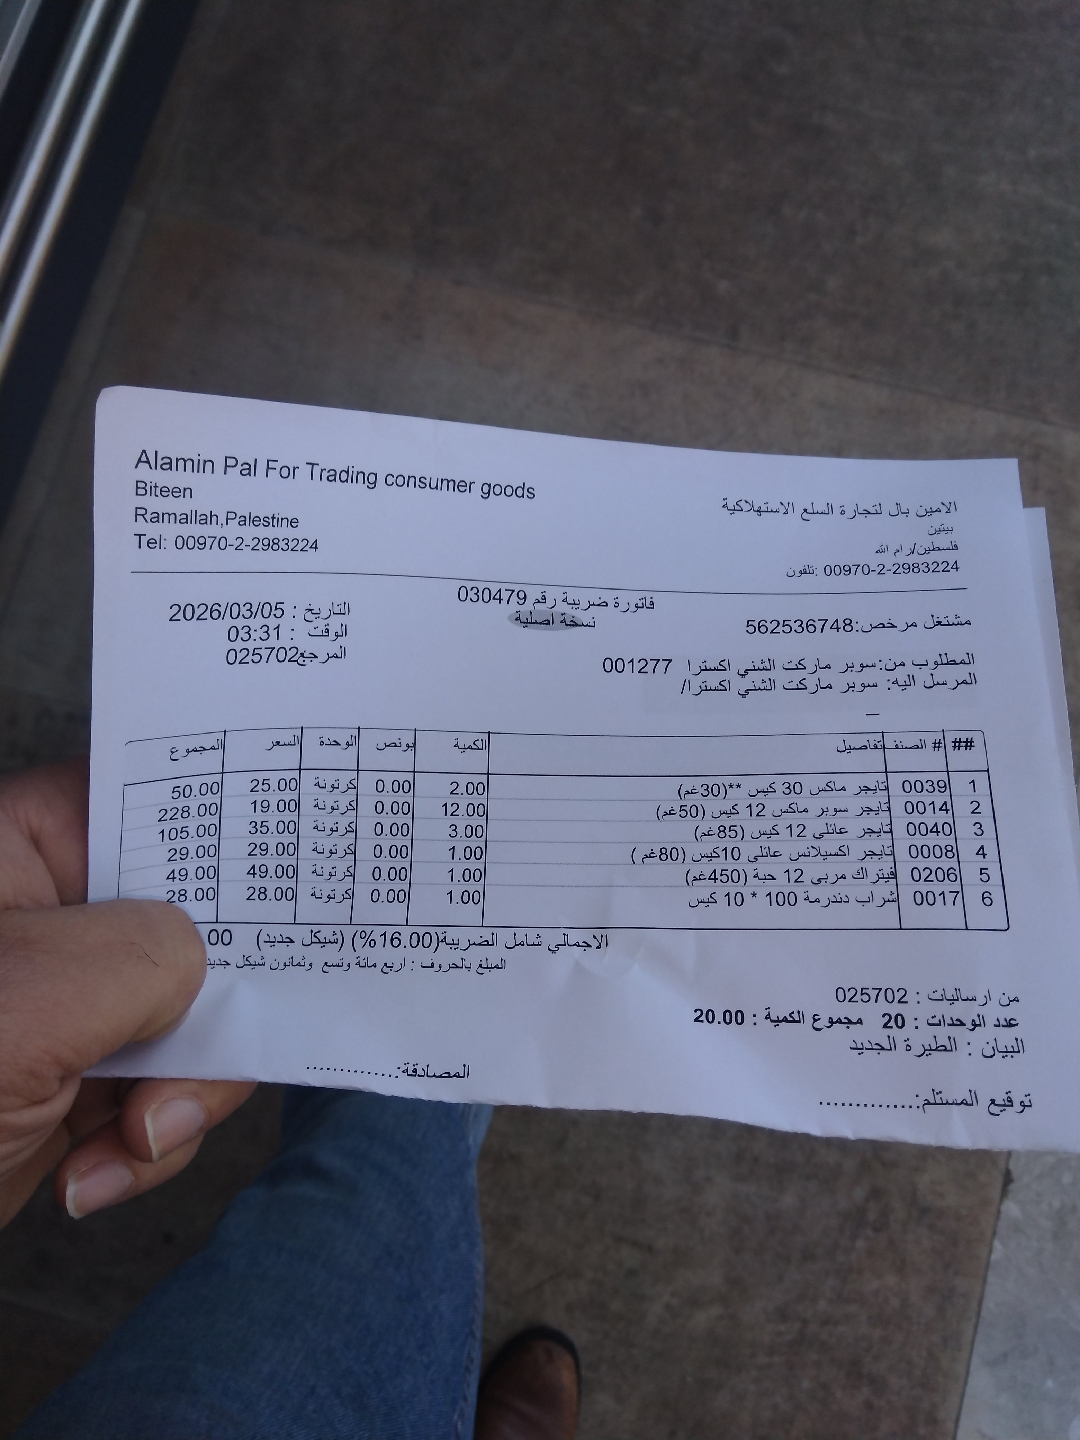 Alamin Pal For Trading consumer goods
Biteen
Ramallah,Palestine
Tel: 00970-2-2983224
الامين بال لتجارة السلع الاستهلاكية
بيتين
فلسطين/رام الله
تلفون: 00970-2-2983224
فاتورة ضريبة رقم 030479
نسخة اصلية
مشتغل مرخص:562536748
التاريخ : 2026/03/05
الوقت : 03:31
المرجع025702
المطلوب من:سوبر ماركت الشني اكسترا 001277
المرسل اليه: سوبر ماركت الشني اكسترا/
## # الصنف تفاصيل الكمية بونص الوحدة السعر المجموع
1 0039 تايجر ماكس 30 كيس **(30غم) 2.00 0.00 كرتونة 25.00 50.00
2 0014 تايجر سوبر ماكس 12 كيس (50غم) 12.00 0.00 كرتونة 19.00 228.00
3 0040 تايجر عائلي 12 كيس (85غم) 3.00 0.00 كرتونة 35.00 105.00
4 0008 تايجر اكسيلانس عائلي 10كيس (80غم ) 1.00 0.00 كرتونة 29.00 29.00
5 0206 فيتراك مربى 12 حبة (450غم) 1.00 0.00 كرتونة 49.00 49.00
6 0017 شراب دندرمة 100 * 10 كيس 1.00 0.00 كرتونة 28.00 28.00
الاجمالي شامل الضريبة(16.00%) (شيكل جديد) 00
المبلغ بالحروف : اربع مائة وتسع وثمانون شيكل جديد
من ارساليات : 025702
عدد الوحدات : 20 مجموع الكمية : 20.00
البيان : الطيرة الجديد
المصادقة:.............
توقيع المستلم:..............